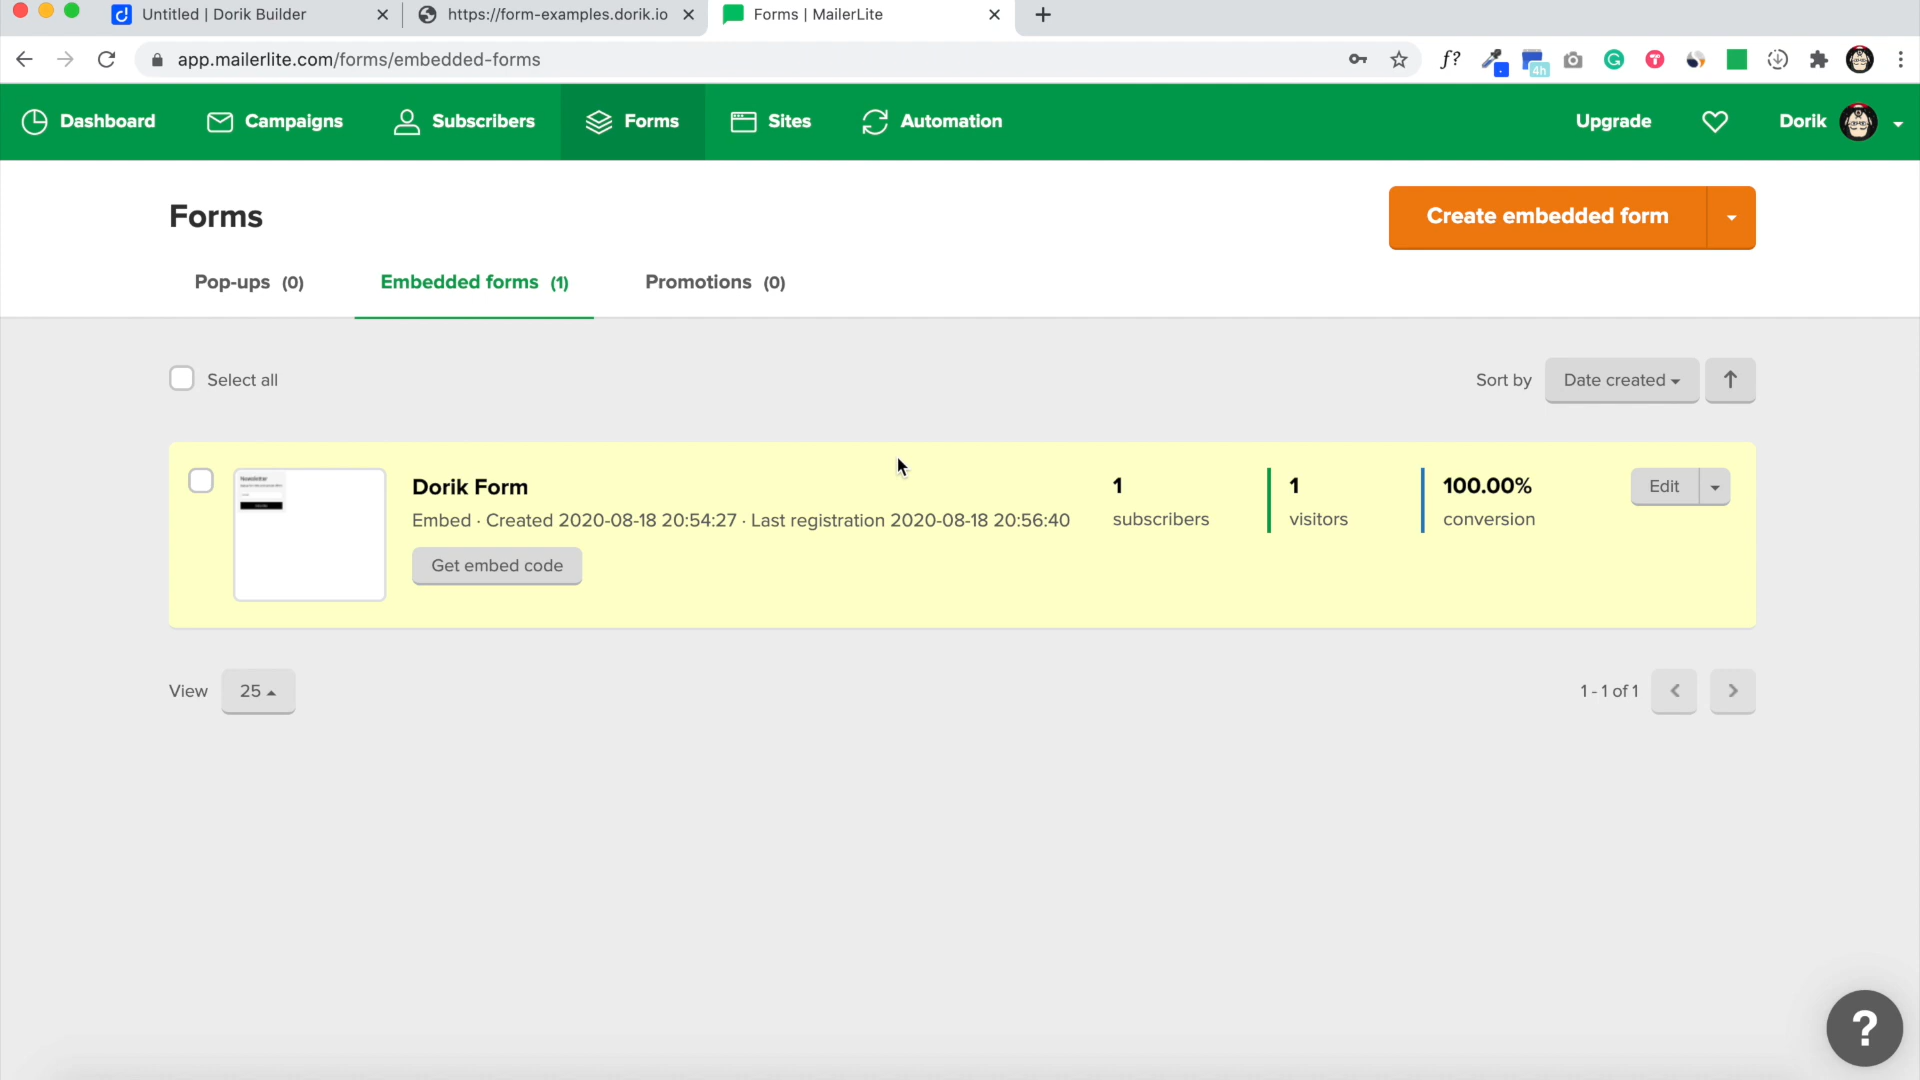 Untitled | Dorik Builder
https://form-examples.dorik.io
Forms | MailerLite
app.mailerlite.com/forms/embedded-forms
f?
4h
Dashboard
Campaigns
Subscribers
Forms
Sites
Automation
Upgrade
Dorik
Forms
Create embedded form
Pop-ups (0)
Embedded forms (1)
Promotions (0)
Select all
Sort by
Date created
Newsletter
Dorik Form
Embed · Created 2020-08-18 20:54:27 · Last registration 2020-08-18 20:56:40
Get embed code
1
subscribers
1
visitors
100.00%
conversion
Edit
View
25
1 - 1 of 1
?